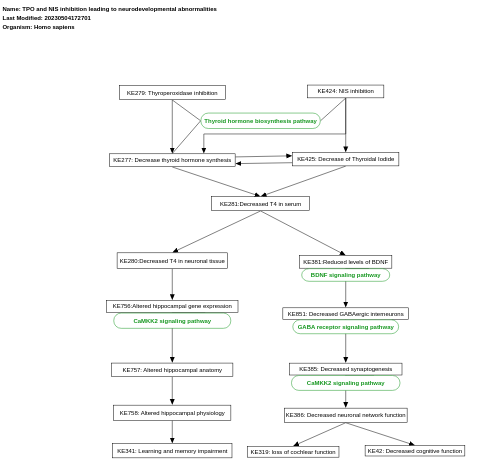 Name: TPO and NIS inhibition leading to neurodevelopmental abnormalities
Last Modified: 20230504172701
Organism: Homo sapiens
KE279: Thyroperoxidase inhibition
KE424: NIS inhibition
Thyroid hormone biosynthesis pathway
KE277: Decrease thyroid hormone synthesis
KE425: Decrease of Thyroidal Iodide
KE281:Decreased T4 in serum
KE280:Decreased T4 in neuronal tissue
KE381:Reduced levels of BDNF
BDNF signaling pathway
KE756:Altered hippocampal gene expression
CaMKK2 signaling pathway
KE851: Decreased GABAergic interneurons
GABA receptor signaling pathway
KE757: Altered hippocampal anatomy
KE385: Decreased synaptogenesis
CaMKK2 signaling pathway
KE758: Altered hippocampal physiology
KE386: Decreased neuronal network function
KE341: Learning and memory impairment
KE319: loss of cochlear function
KE42: Decreased cognitive function